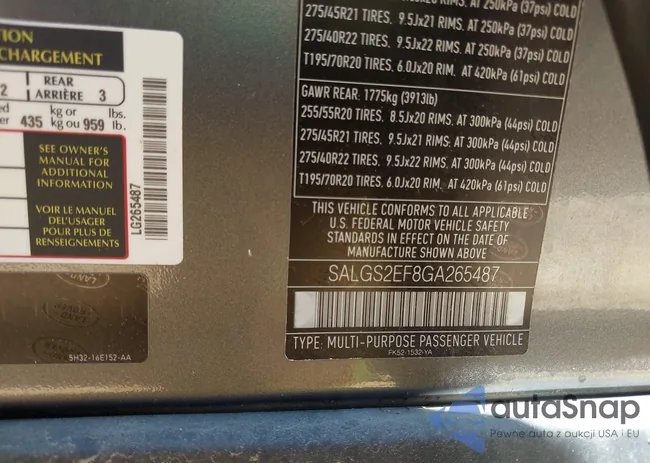 TION
CHARGEMENT
2 REAR
ARRIÈRE 3
kg or lbs.
435 kg ou 959 lb.
SEE OWNER'S
MANUAL FOR
ADDITIONAL
INFORMATION
VOIR LE MANUEL
DE L'USAGER
POUR PLUS DE
RENSEIGNEMENTS
LG265487
5H32-16E152-AA
AT 250kPa (37psi) COLD
275/45R21 TIRES. 9.5Jx21 RIMS. AT 250kPa (37psi) COLD
275/40R22 TIRES. 9.5Jx22 RIMS. AT 250kPa (37psi) COLD
T195/70R20 TIRES. 6.0Jx20 RIM. AT 420kPa (61psi) COLD
GAWR REAR: 1775kg (3913lb)
255/55R20 TIRES. 8.5Jx20 RIMS. AT 300kPa (44psi) COLD
275/45R21 TIRES. 9.5Jx21 RIMS. AT 300kPa (44psi) COLD
275/40R22 TIRES. 9.5Jx22 RIMS. AT 300kPa (44psi) COLD
T195/70R20 TIRES. 6.0Jx20 RIM. AT 420kPa (61psi) COLD
THIS VEHICLE CONFORMS TO ALL APPLICABLE
U.S. FEDERAL MOTOR VEHICLE SAFETY
STANDARDS IN EFFECT ON THE DATE OF
MANUFACTURE SHOWN ABOVE
SALGS2EF8GA265487
TYPE: MULTI-PURPOSE PASSENGER VEHICLE
FK52-1532-YA
autaSnap
Pewne auta z aukcji USA i EU